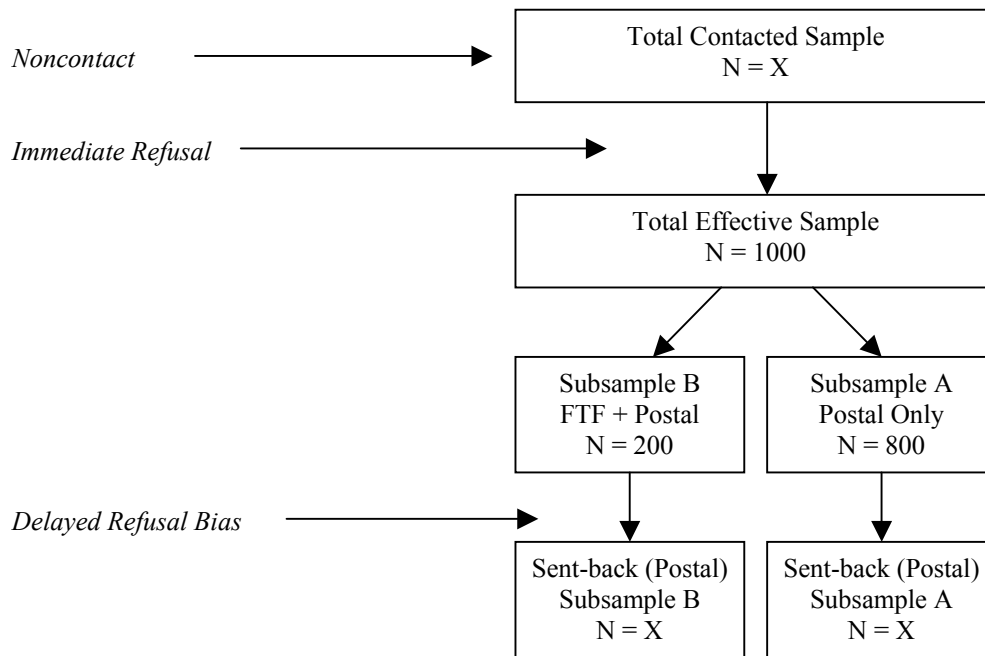 Noncontact
Total Contacted Sample
N = X
Immediate Refusal
Total Effective Sample
N = 1000
Subsample B
FTF + Postal
N = 200
Subsample A
Postal Only
N = 800
Delayed Refusal Bias
Sent-back (Postal)
Subsample B
N = X
Sent-back (Postal)
Subsample A
N = X